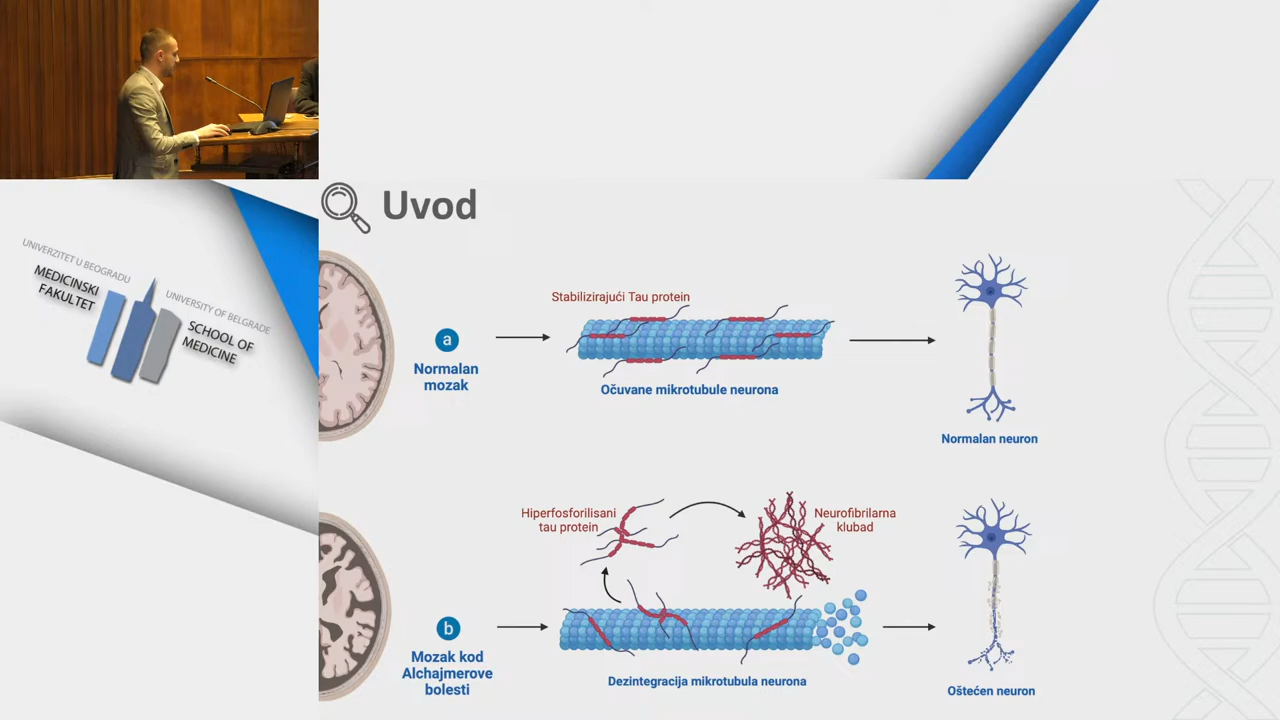 UNIVERZITET U BEOGRADU
MEDICINSKI
FAKULTET
UNIVERSITY OF BELGRADE
SCHOOL OF
MEDICINE
Uvod
Stabilizirajući Tau protein
a
Normalan
mozak
Očuvane mikrotubule neurona
Normalan neuron
Hiperfosforilisani
tau protein
Neurofibrilarna
klubad
b
Mozak kod
Alchajmerove
bolesti
Dezintegracija mikrotubula neurona
Oštećen neuron